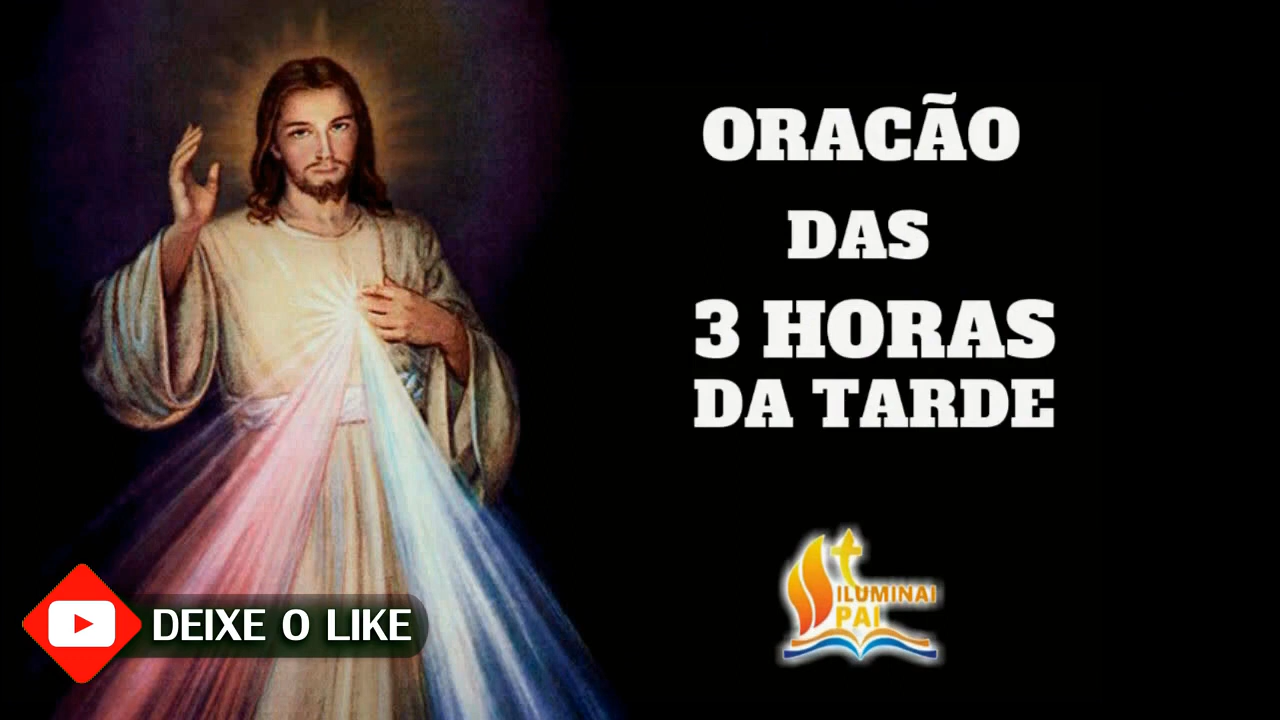 ORACÃO
DAS
3 HORAS
DA TARDE
ILUMINAI
PAI
DEIXE O LIKE